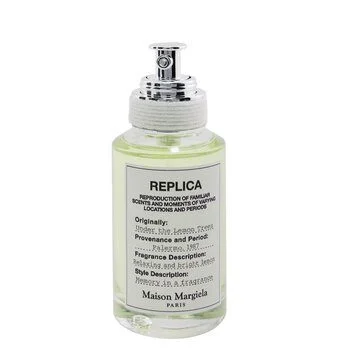 REPLICA
REPRODUCTION OF FAMILIAR
SCENTS AND MOMENTS OF VARYING
LOCATIONS AND PERIODS
Originally:
Under the Lemon Trees
Provenance and Period:
Palermo, 1987
Fragrance Description:
Relaxing and bright lemon
Style Description:
Memory in a fragrance
Maison Margiela
PARIS